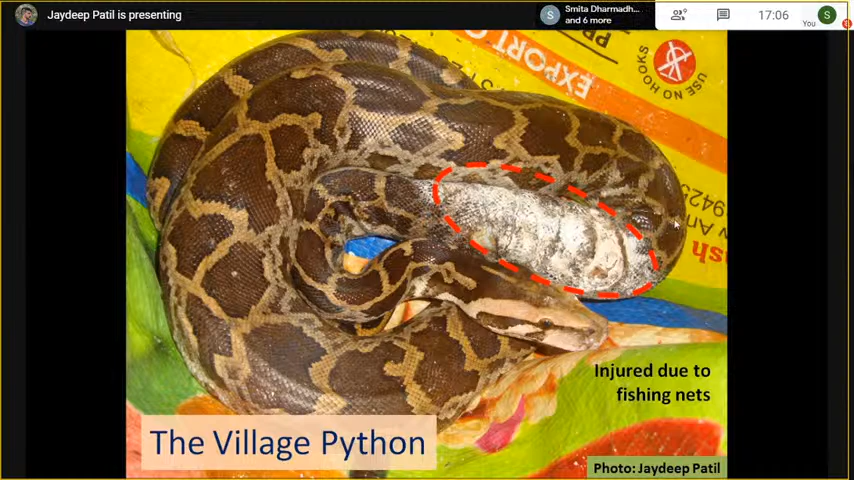 Jaydeep Patil is presenting
S
Smita Dharmadh...
and 6 more
17:06
You
S
EXPORT
USE NO HOOKS
Injured due to
fishing nets
The Village Python
Photo: Jaydeep Patil